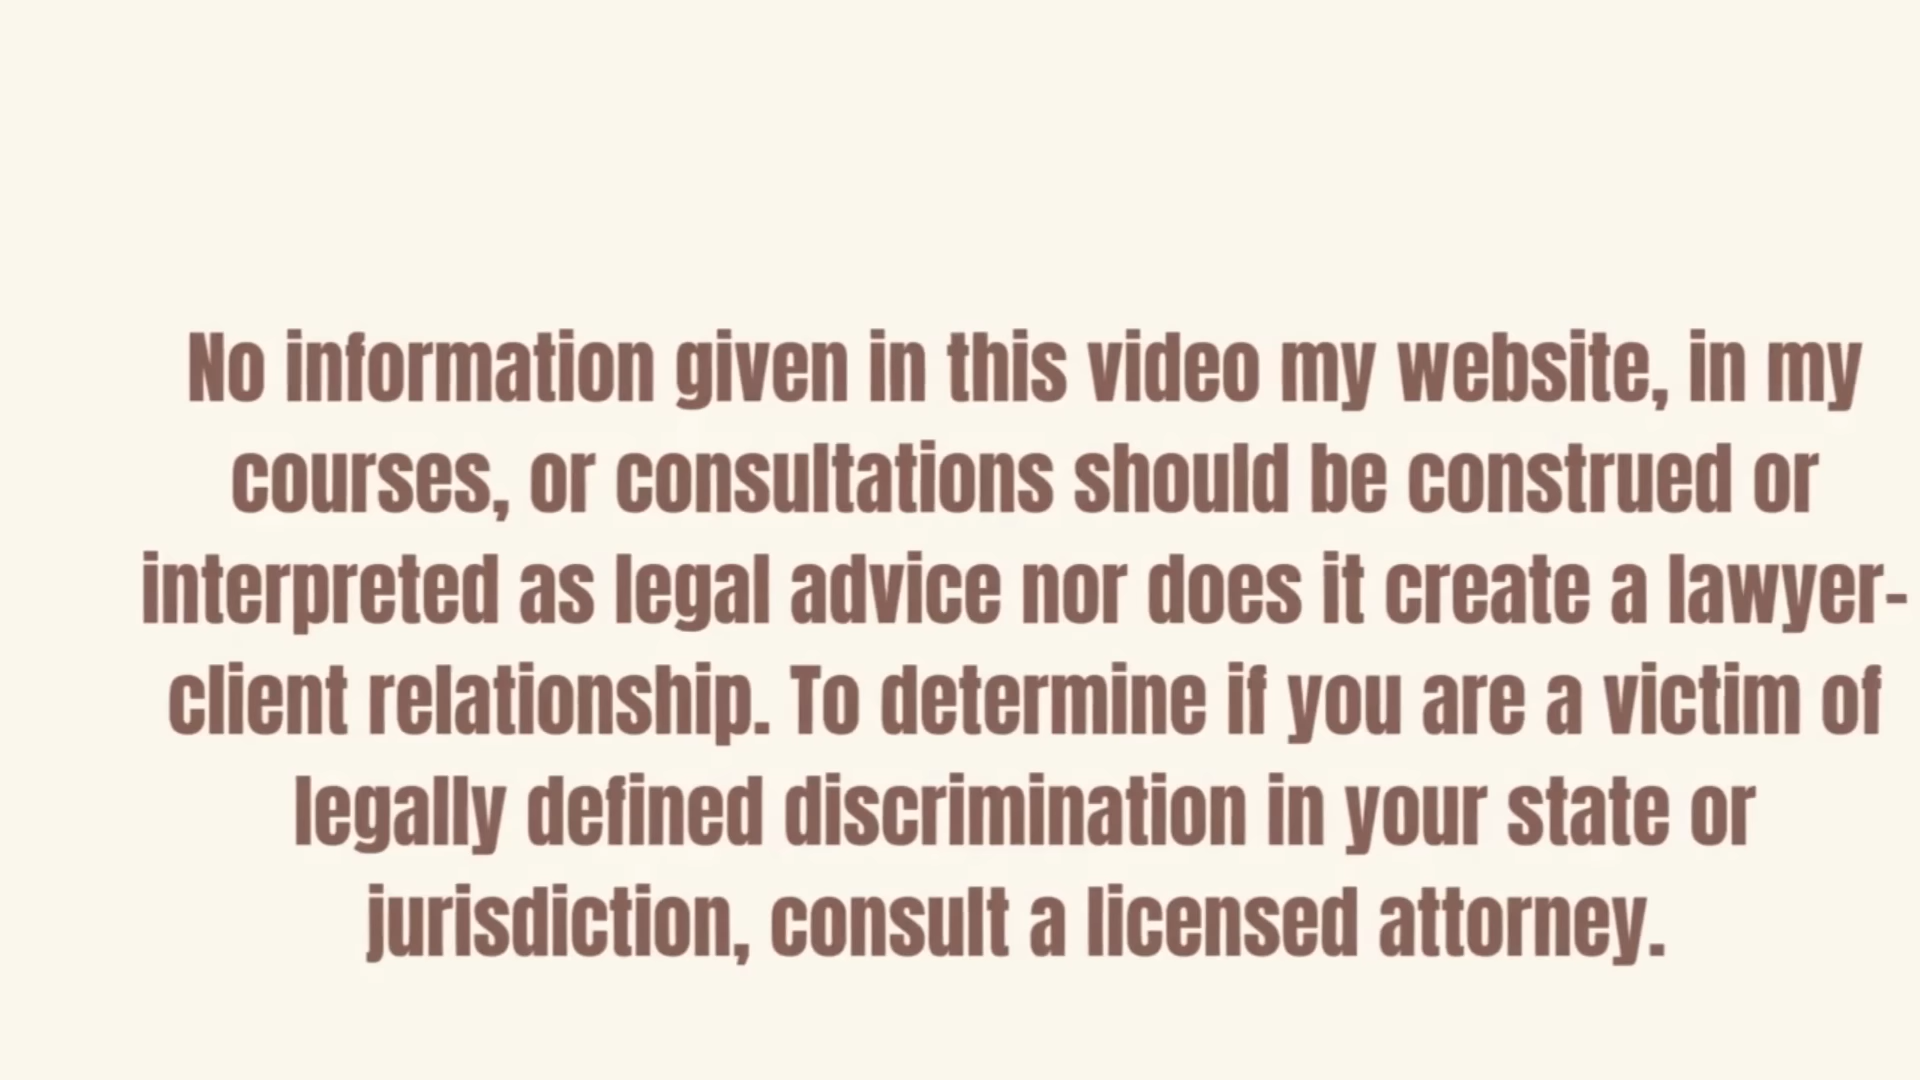 No information given in this video my website, in my
courses, or consultations should be construed or
interpreted as legal advice nor does it create a lawyer-
client relationship. To determine if you are a victim of
legally defined discrimination in your state or
jurisdiction, consult a licensed attorney.